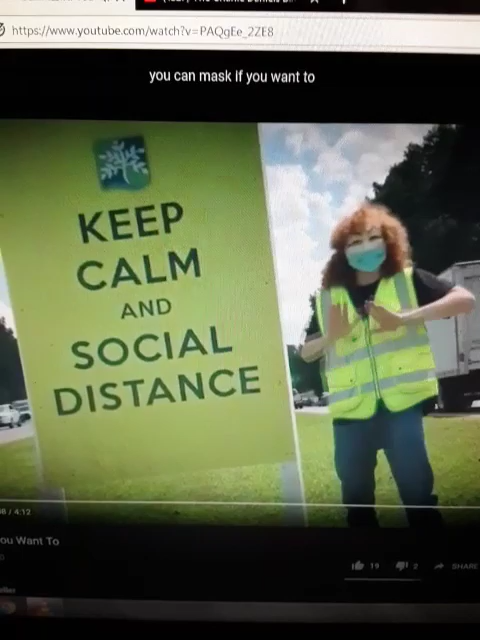 https://www.youtube.com/watch?v=PAQgEe_2ZE8
you can mask if you want to
KEEP
CALM
AND
SOCIAL
DISTANCE
/ 4:12
ou Want To
19 2 SHARE